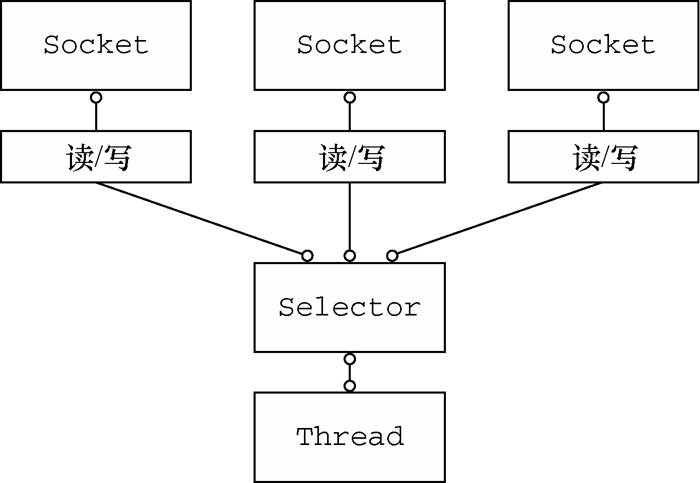 Socket
Socket
Socket
读/写
读/写
读/写
Selector
Thread